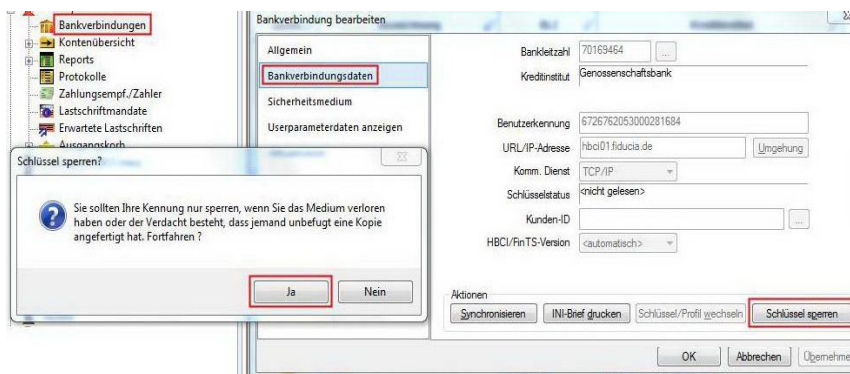 Bankverbindungen
Kontenübersicht
Reports
Protokolle
Zahlungsempf./Zahler
Lastschriftmandate
Erwartete Lastschriften
Ausgangskorb
Bankverbindung bearbeiten
Allgemein
Bankverbindungsdaten
Sicherheitsmedium
Userparameterdaten anzeigen
Bankleitzahl 70169464 ...
Kreditinstitut Genossenschaftsbank
Benutzerkennung 6726762053000281684
URL/IP-Adresse hbci01.fiducia.de Umgehung
Komm. Dienst TCP/IP
Schlüsselstatus <nicht gelesen>
Kunden-ID ...
HBCI/FinTS-Version <automatisch>
Aktionen
Synchronisieren INI-Brief drucken Schlüssel/Profil wechseln Schlüssel sperren
OK Abbrechen Übernehme
Schlüssel sperren?
Sie sollten Ihre Kennung nur sperren, wenn Sie das Medium verloren
haben oder der Verdacht besteht, dass jemand unbefugt eine Kopie
angefertigt hat. Fortfahren ?
Ja Nein